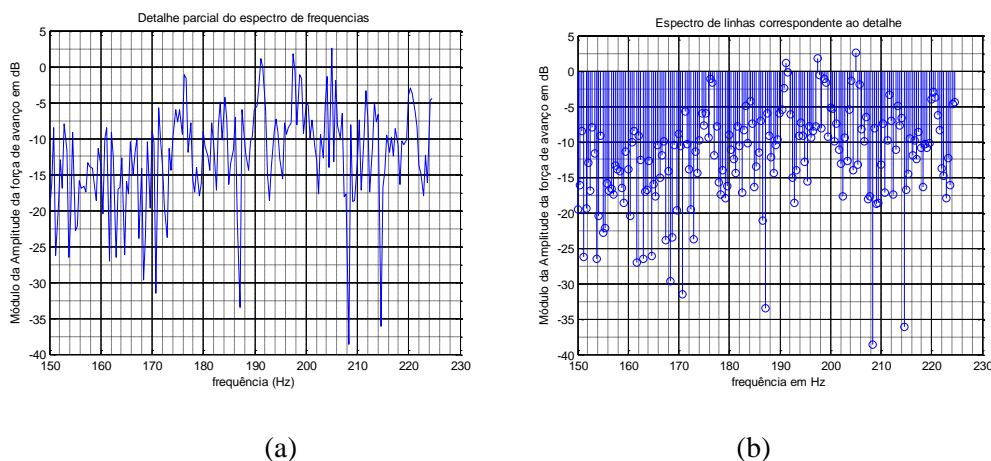 Detalhe parcial do espectro de frequencias
5
0
-5
-10
-15
-20
-25
-30
-35
-40
150 160 170 180 190 200 210 220 230
frequência (Hz)
Módulo da Amplitude da força de avanço em dB
(a)
Espectro de linhas correspondente ao detalhe
5
0
-5
-10
-15
-20
-25
-30
-35
-40
150 160 170 180 190 200 210 220 230
frequência em Hz
Módulo da Amplitude da força de avanço em dB
(b)